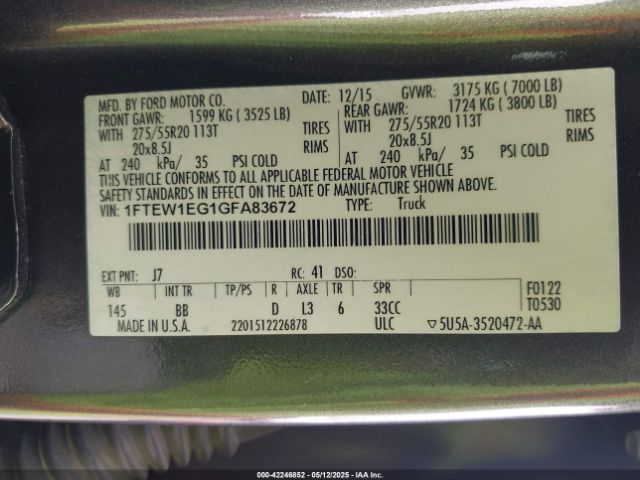 MFD. BY FORD MOTOR CO. DATE: 12/15 GVWR: 3175 KG ( 7000 LB)
FRONT GAWR: 1599 KG ( 3525 LB) REAR GAWR: 1724 KG ( 3800 LB)
WITH 275/55R20 113T TIRES WITH 275/55R20 113T TIRES
20x8.5J RIMS 20x8.5J RIMS
AT 240 kPa/ 35 PSI COLD AT 240 kPa/ 35 PSI COLD
THIS VEHICLE CONFORMS TO ALL APPLICABLE FEDERAL MOTOR VEHICLE
SAFETY STANDARDS IN EFFECT ON THE DATE OF MANUFACTURE SHOWN ABOVE.
VIN: 1FTEW1EG1GFA83672 TYPE: Truck
EXT PNT: J7 RC: 41 DSO: F0122
WB INT TR TP/PS R AXLE TR SPR T0530
145 BB D L3 6 33CC
MADE IN U.S.A. 2201512226878 ULC ▽5U5A-3520472-AA
000-42246852 - 05/12/2025 - IAA Inc.